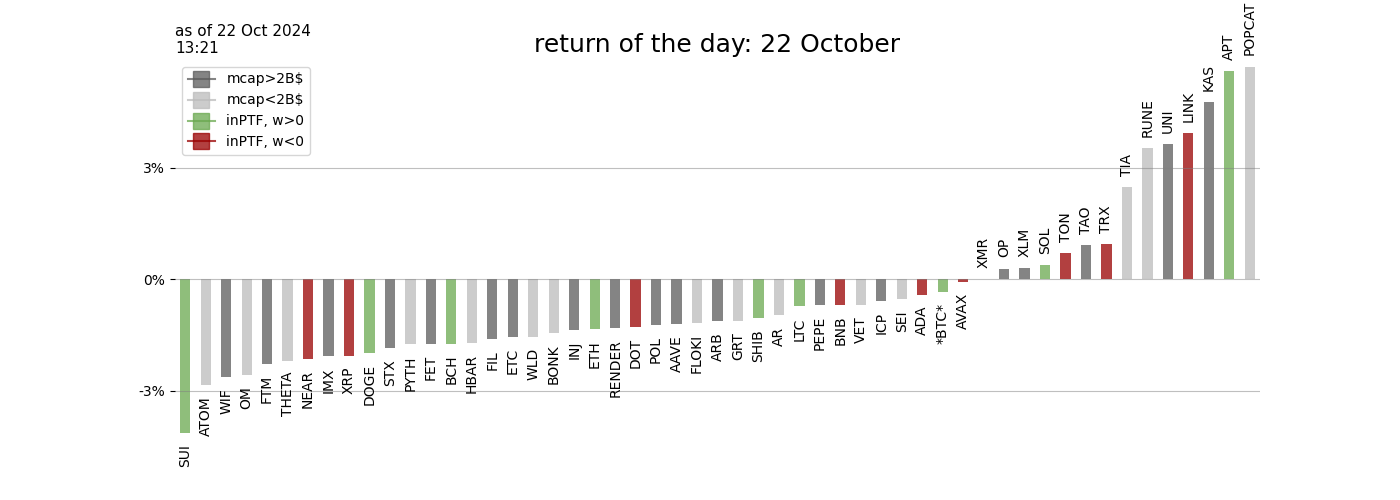 as of 22 Oct 2024
13:21
return of the day: 22 October
mcap>2B$
mcap<2B$
inPTF, w>0
inPTF, w<0
3%
0%
-3%
SUI
ATOM
WIF
OM
FTM
THETA
NEAR
IMX
XRP
DOGE
STX
PYTH
FET
BCH
HBAR
FIL
ETC
WLD
BONK
INJ
ETH
RENDER
DOT
POL
AAVE
FLOKI
ARB
GRT
SHIB
AR
LTC
PEPE
BNB
VET
ICP
SEI
ADA
*BTC*
AVAX
XMR
OP
XLM
SOL
TON
TAO
TRX
TIA
RUNE
UNI
LINK
KAS
APT
POPCAT